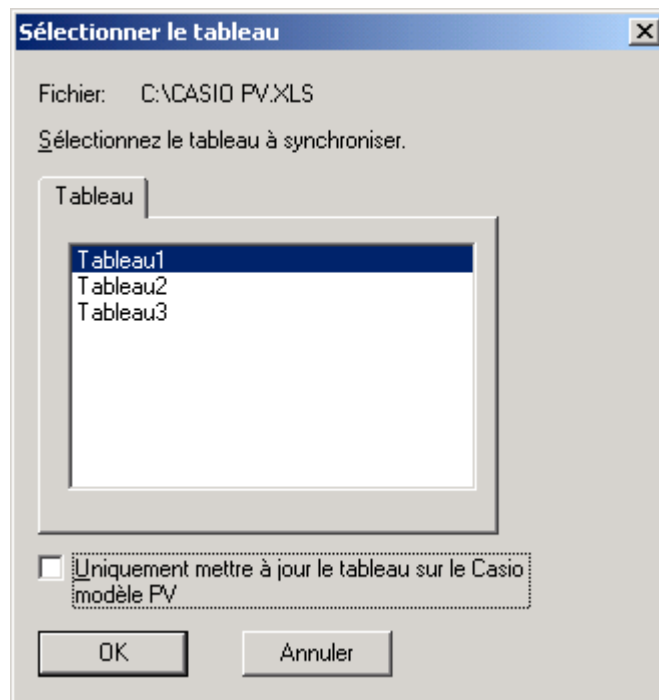 Sélectionner le tableau
Fichier: C:\CASIO PV.XLS
Sélectionnez le tableau à synchroniser.
Tableau
Tableau1
Tableau2
Tableau3
Uniquement mettre à jour le tableau sur le Casio
modèle PV
OK Annuler